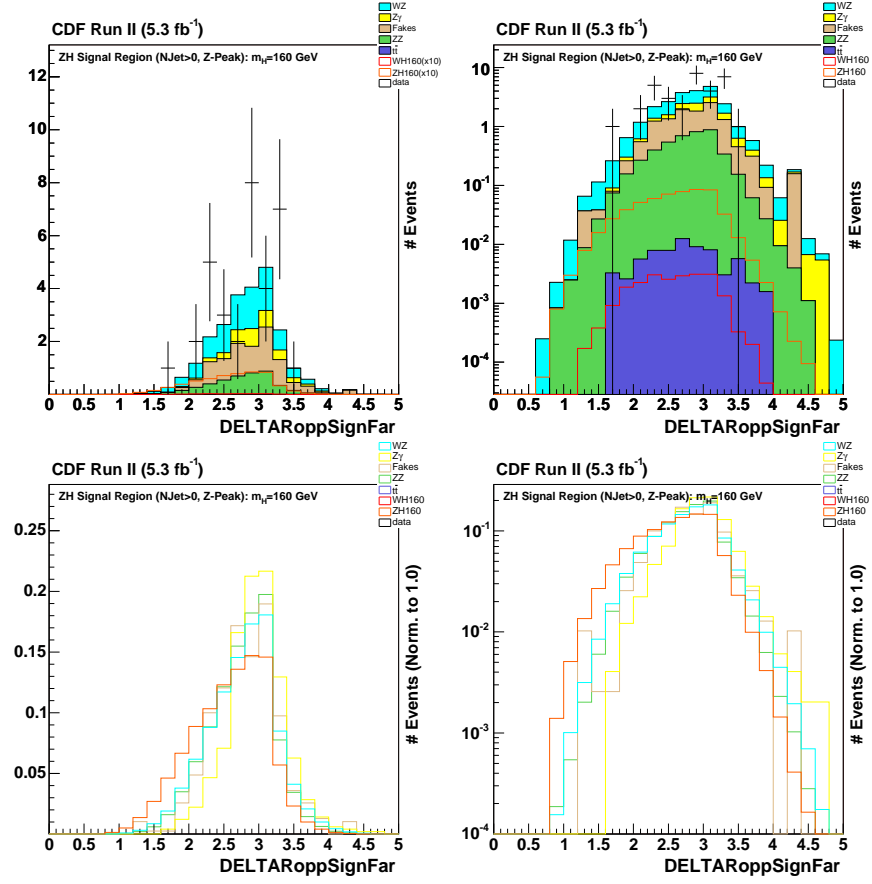 CDF Run II (5.3 fb-1)
WZ
Zγ
Fakes
ZZ
tt̄
WH160(x10)
ZH160(x10)
data
ZH Signal Region (NJet>0, Z-Peak): mH=160 GeV
12
10
8
6
4
2
0 0.5 1 1.5 2 2.5 3 3.5 4 4.5 5
DELTARoppSignFar
# Events
CDF Run II (5.3 fb-1)
WZ
Zγ
Fakes
ZZ
tt̄
WH160
ZH160
data
ZH Signal Region (NJet>0, Z-Peak): mH=160 GeV
10
1
10-1
10-2
10-3
10-4
0 0.5 1 1.5 2 2.5 3 3.5 4 4.5 5
DELTARoppSignFar
# Events
CDF Run II (5.3 fb-1)
WZ
Zγ
Fakes
ZZ
tt̄
WH160
ZH160
data
ZH Signal Region (NJet>0, Z-Peak): mH=160 GeV
0.25
0.2
0.15
0.1
0.05
0 0.5 1 1.5 2 2.5 3 3.5 4 4.5 5
DELTARoppSignFar
# Events (Norm. to 1.0)
CDF Run II (5.3 fb-1)
WZ
Zγ
Fakes
ZZ
tt̄
WH160
ZH160
data
ZH Signal Region (NJet>0, Z-Peak): mH=160 GeV
10-1
10-2
10-3
10-4
0 0.5 1 1.5 2 2.5 3 3.5 4 4.5 5
DELTARoppSignFar
# Events (Norm. to 1.0)